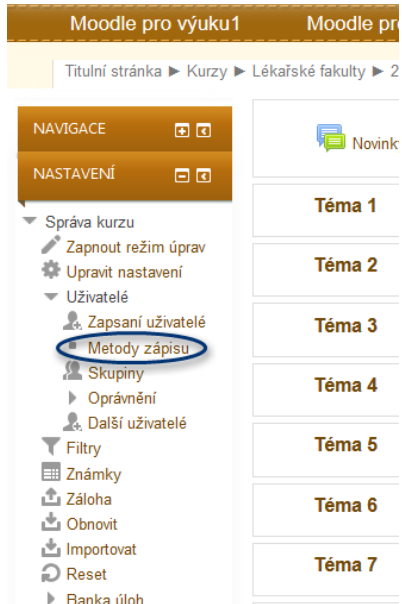 Moodle pro výuku1 Moodle pr
Titulní stránka ► Kurzy ► Lékařské fakulty ► 2
NAVIGACE
NASTAVENÍ
Správa kurzu
Zapnout režim úprav
Upravit nastavení
Uživatelé
Zapsaní uživatelé
Metody zápisu
Skupiny
Oprávnění
Další uživatelé
Filtry
Známky
Záloha
Obnovit
Importovat
Reset
Banka úloh
Novink
Téma 1
Téma 2
Téma 3
Téma 4
Téma 5
Téma 6
Téma 7